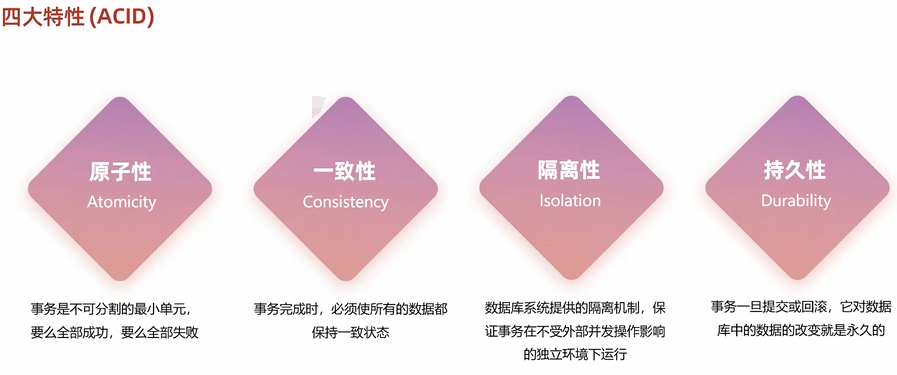 四大特性(ACID)
原子性
Atomicity
事务是不可分割的最小单元，
要么全部成功，要么全部失败
一致性
Consistency
事务完成时，必须使所有的数据都
保持一致状态
隔离性
Isolation
数据库系统提供的隔离机制，保
证事务在不受外部并发操作影响
的独立环境下运行
持久性
Durability
事务一旦提交或回滚，它对数据
库中的数据的改变就是永久的